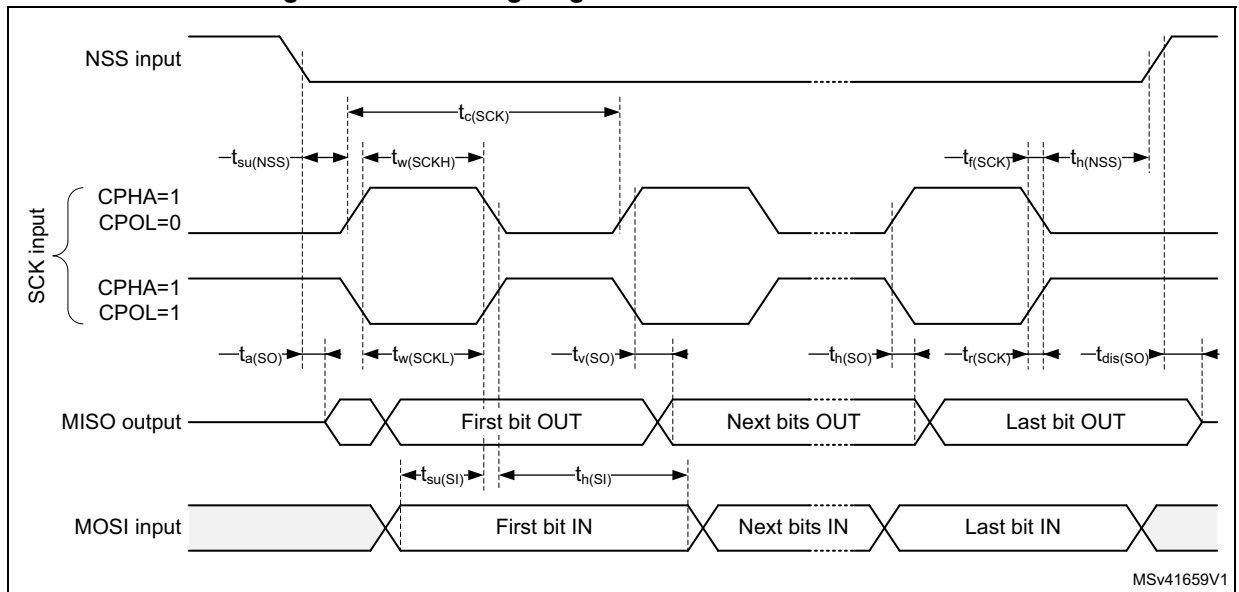 NSS input
tc(SCK)
tsu(NSS)
tw(SCKH)
tf(SCK)
th(NSS)
SCK input
CPHA=1
CPOL=0
CPHA=1
CPOL=1
ta(SO)
tw(SCKL)
tv(SO)
th(SO)
tr(SCK)
tdis(SO)
MISO output
First bit OUT
Next bits OUT
Last bit OUT
tsu(SI)
th(SI)
MOSI input
First bit IN
Next bits IN
Last bit IN
MSv41659V1